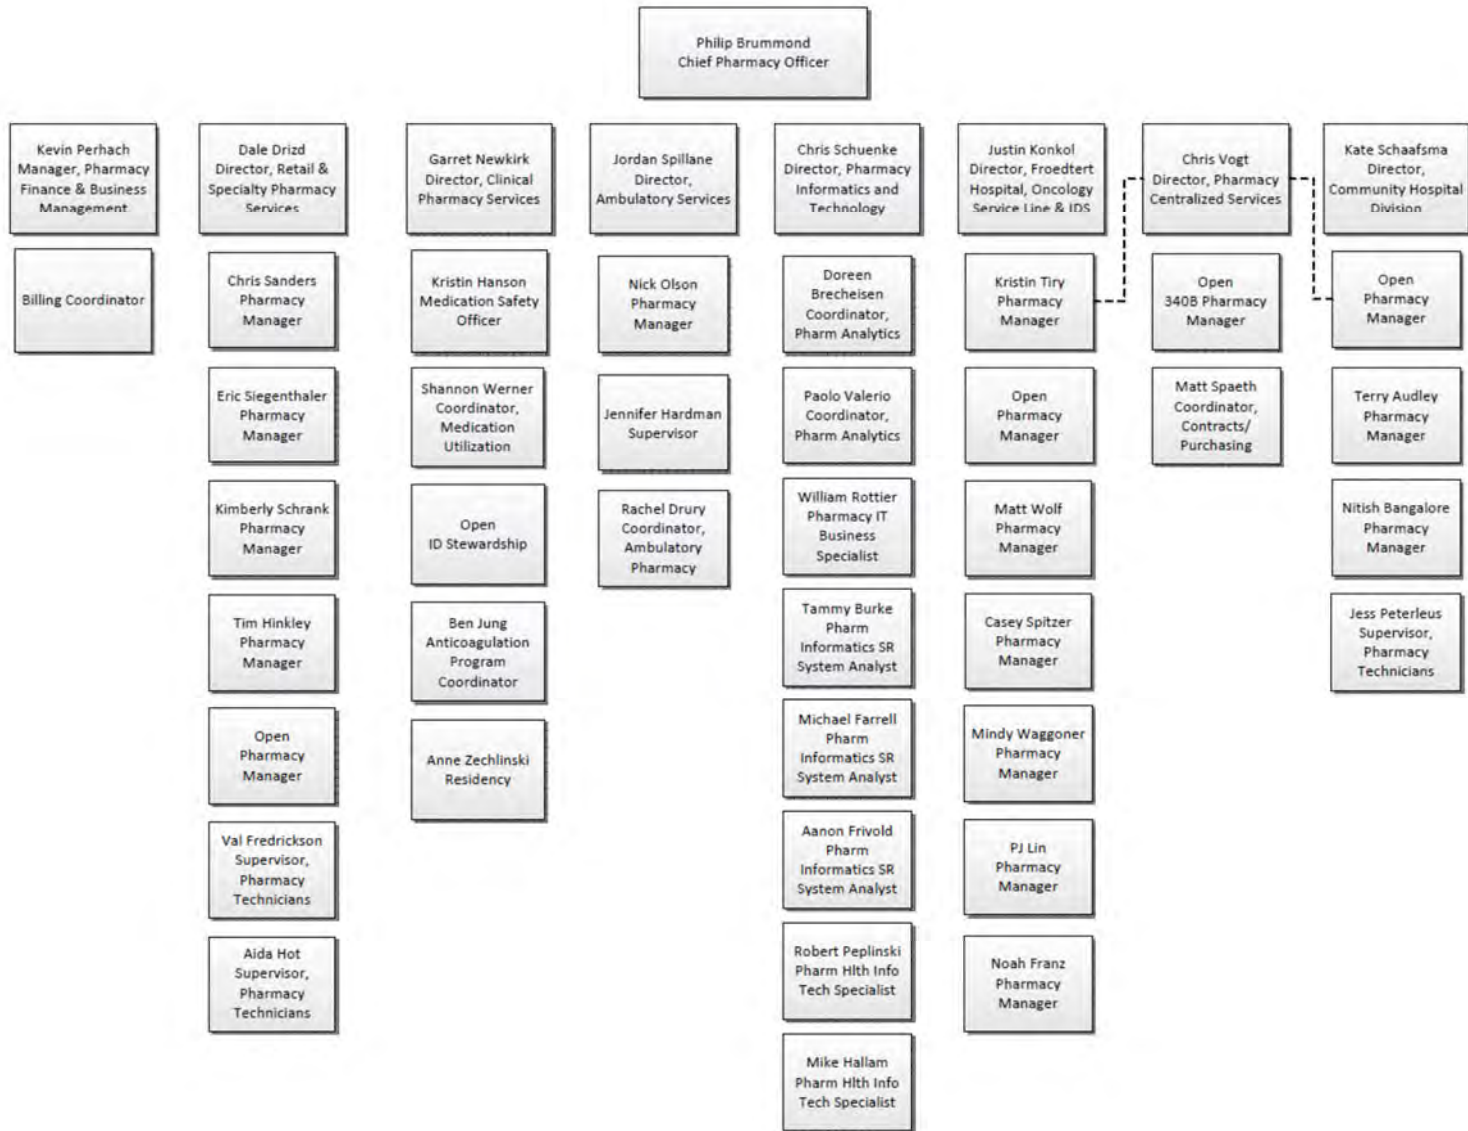 Philip Brummond
Chief Pharmacy Officer
Kevin Perhach
Manager, Pharmacy
Finance & Business
Management
Billing Coordinator
Dale Drizd
Director, Retail &
Specialty Pharmacy
Services
Chris Sanders
Pharmacy
Manager
Eric Siegenthaler
Pharmacy
Manager
Kimberly Schrank
Pharmacy
Manager
Tim Hinkley
Pharmacy
Manager
Open
Pharmacy
Manager
Val Fredrickson
Supervisor,
Pharmacy
Technicians
Aida Hot
Supervisor,
Pharmacy
Technicians
Garret Newkirk
Director, Clinical
Pharmacy Services
Kristin Hanson
Medication Safety
Officer
Shannon Werner
Coordinator,
Medication
Utilization
Open
ID Stewardship
Ben Jung
Anticoagulation
Program
Coordinator
Anne Zechlinski
Residency
Jordan Spillane
Director,
Ambulatory Services
Nick Olson
Pharmacy
Manager
Jennifer Hardman
Supervisor
Rachel Drury
Coordinator,
Ambulatory
Pharmacy
Chris Schuenke
Director, Pharmacy
Informatics and
Technology
Doreen
Brecheisen
Coordinator,
Pharm Analytics
Paolo Valerio
Coordinator,
Pharm Analytics
William Rottier
Pharmacy IT
Business
Specialist
Tammy Burke
Pharm
Informatics SR
System Analyst
Michael Farrell
Pharm
Informatics SR
System Analyst
Aanon Frivold
Pharm
Informatics SR
System Analyst
Robert Peplinski
Pharm Hlth Info
Tech Specialist
Mike Hallam
Pharm Hlth Info
Tech Specialist
Justin Konkol
Director, Froedtert
Hospital, Oncology
Service Line & IDS
Kristin Tiry
Pharmacy
Manager
Open
Pharmacy
Manager
Matt Wolf
Pharmacy
Manager
Casey Spitzer
Pharmacy
Manager
Mindy Waggoner
Pharmacy
Manager
PJ Lin
Pharmacy
Manager
Noah Franz
Pharmacy
Manager
Chris Vogt
Director, Pharmacy
Centralized Services
Open
340B Pharmacy
Manager
Matt Spaeth
Coordinator,
Contracts/
Purchasing
Kate Schaafsma
Director,
Community Hospital
Division
Open
Pharmacy
Manager
Terry Audley
Pharmacy
Manager
Nitish Bangalore
Pharmacy
Manager
Jess Peterleus
Supervisor,
Pharmacy
Technicians